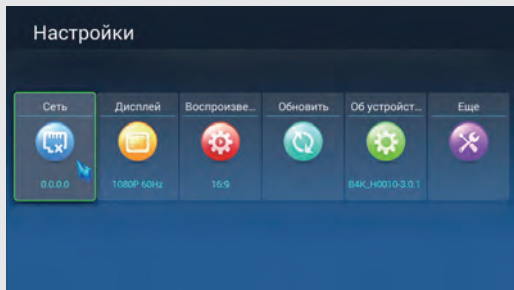 Настройки
Сеть
Дисплей
Воспроизве...
Обновить
Об устройст...
Еще
0.0.0.0
1080P 60Hz
16:9
B4K_H0010-3.0.1